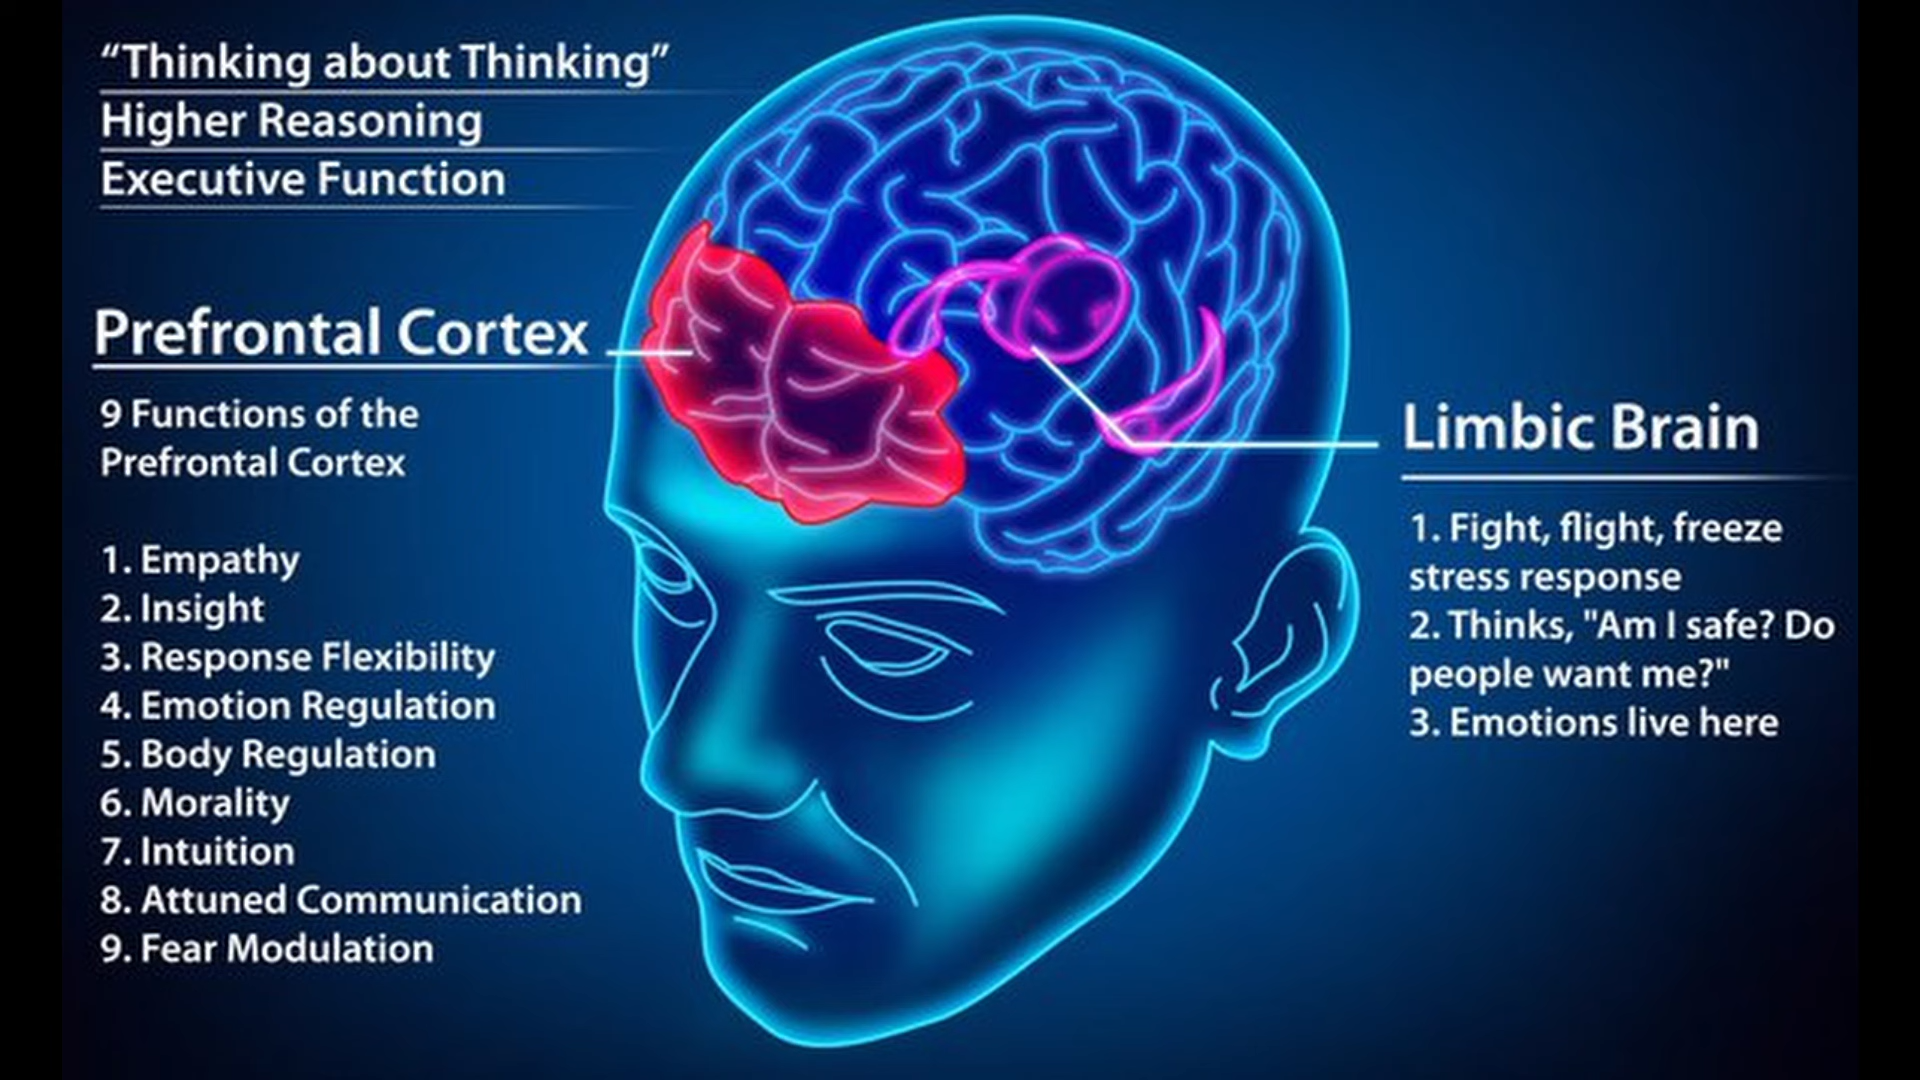 “Thinking about Thinking”
Higher Reasoning
Executive Function
Prefrontal Cortex
9 Functions of the
Prefrontal Cortex
1. Empathy
2. Insight
3. Response Flexibility
4. Emotion Regulation
5. Body Regulation
6. Morality
7. Intuition
8. Attuned Communication
9. Fear Modulation
Limbic Brain
1. Fight, flight, freeze
stress response
2. Thinks, "Am I safe? Do
people want me?"
3. Emotions live here